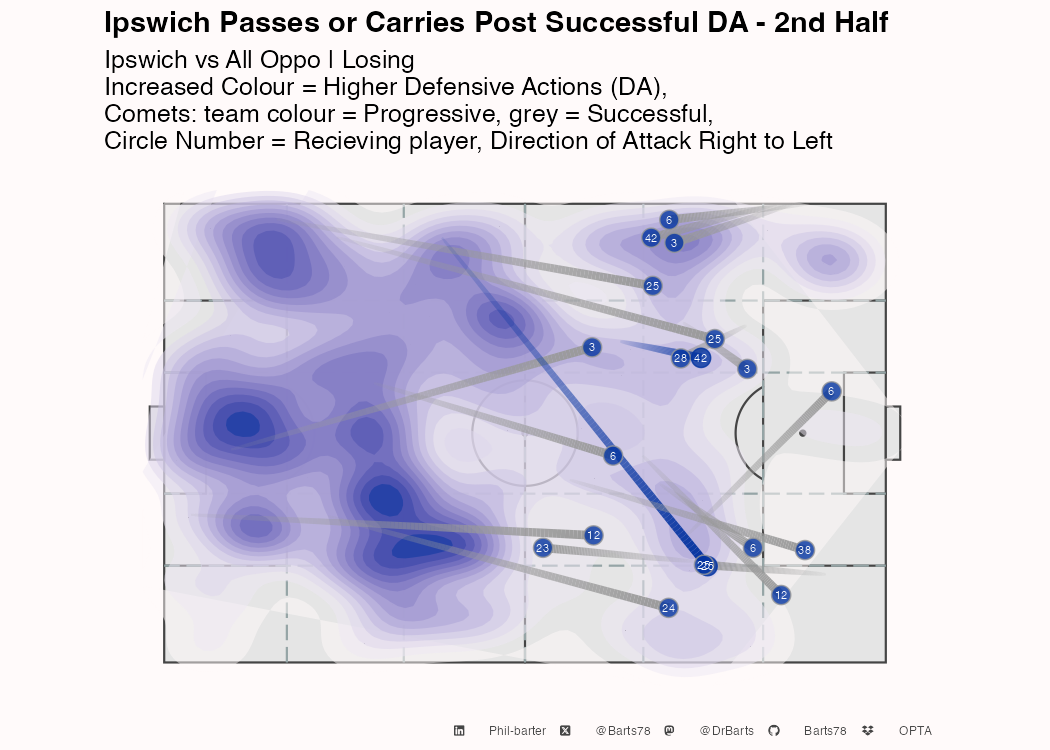 Ipswich Passes or Carries Post Successful DA - 2nd Half
Ipswich vs All Oppo | Losing
Increased Colour = Higher Defensive Actions (DA),
Comets: team colour = Progressive, grey = Successful,
Circle Number = Recieving player, Direction of Attack Right to Left
6
42 3
25
25
3
28 42
3
6
6
12
23
6
38
25
12
24
Phil-barter @Barts78 @DrBarts Barts78 OPTA